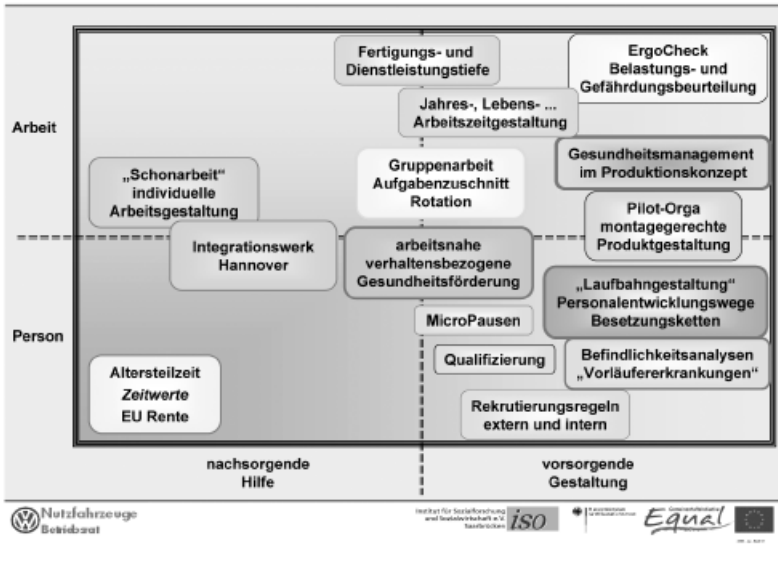 Fertigungs- und
Dienstleistungstiefe
ErgoCheck
Belastungs- und
Gefährdungsbeurteilung
Jahres-, Lebens- ...
Arbeitszeitgestaltung
Arbeit
Gesundheitsmanagement
im Produktionskonzept
„Schonarbeit“
individuelle
Arbeitsgestaltung
Gruppenarbeit
Aufgabenzuschnitt
Rotation
Pilot-Orga
montagegerechte
Produktgestaltung
Integrationswerk
Hannover
arbeitsnahe
verhaltensbezogene
Gesundheitsförderung
„Laufbahngestaltung“
Personalentwicklungswege
Besetzungsketten
MicroPausen
Person
Qualifizierung
Befindlichkeitsanalysen
„Vorläufererkrankungen“
Altersteilzeit
Zeitwerte
EU Rente
Rekrutierungsregeln
extern und intern
nachsorgende
Hilfe
vorsorgende
Gestaltung
Nutzfahrzeuge
Betriebsrat
Institut für Sozialforschung
und Sozialwirtschaft e.V.
Saarbrücken
iso
Equal